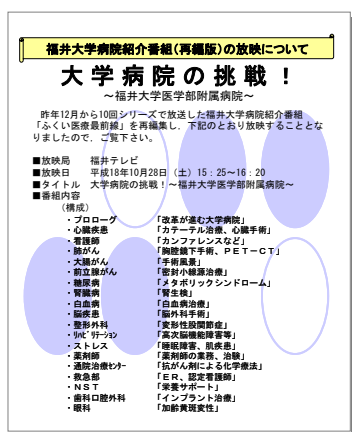 福井大学病院紹介番組（再編版）の放映について
大学病院の挑戦！
～福井大学医学部附属病院～
昨年12月から10回シリーズで放送した福井大学病院紹介番組
「ふくい医療最前線」を再編集し、下記のとおり放映することとな
りましたので、ご覧下さい。
■放映局　福井テレビ
■放映日　平成18年10月28日（土）15：25～16：20
■タイトル　大学病院の挑戦！～福井大学医学部附属病院～
■番組内容
（構成）
・プロローグ　「改革が進む大学病院」
・心臓疾患　「カテーテル治療、心臓手術」
・看護師　「カンファレンスなど」
・肺がん　「胸腔鏡下手術、ＰＥＴ－ＣＴ」
・大腸がん　「手術風景」
・前立腺がん　「密封小線源治療」
・糖尿病　「メタボリックシンドローム」
・腎臓病　「腎生検」
・白血病　「白血病治療」
・脳疾患　「脳外科手術」
・整形外科　「変形性股関節症」
・ﾘﾊﾋﾞﾘﾃｰｼｮﾝ　「高次脳機能障害等」
・ストレス　「睡眠障害、肌疾患」
・薬剤師　「薬剤師の業務、治験」
・通院治療ｾﾝﾀｰ　「抗がん剤による化学療法」
・救急部　「ＥＲ、認定看護師」
・ＮＳＴ　「栄養サポート」
・歯科口腔外科　「インプラント治療」
・眼科　「加齢黄斑変性」